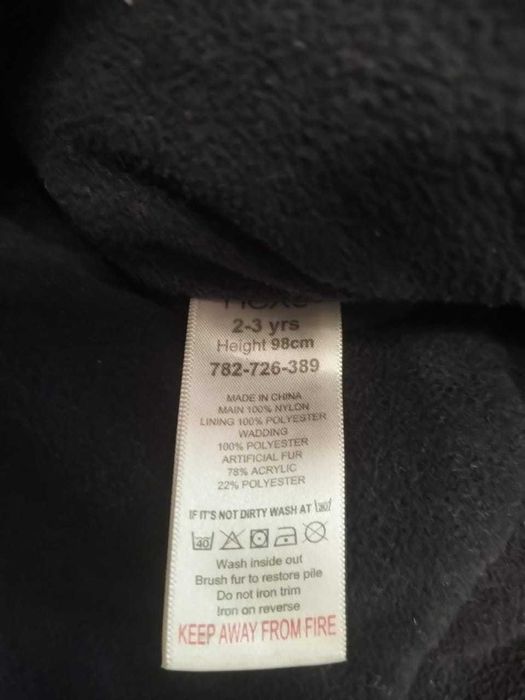 next
2-3 yrs
Height 98cm
782-726-389
MADE IN CHINA
MAIN 100% NYLON
LINING 100% POLYESTER
WADDING
100% POLYESTER
ARTIFICIAL FUR
78% ACRYLIC
22% POLYESTER
IF IT'S NOT DIRTY WASH AT 30
40
Wash inside out
Brush fur to restore pile
Do not iron trim
Iron on reverse
KEEP AWAY FROM FIRE